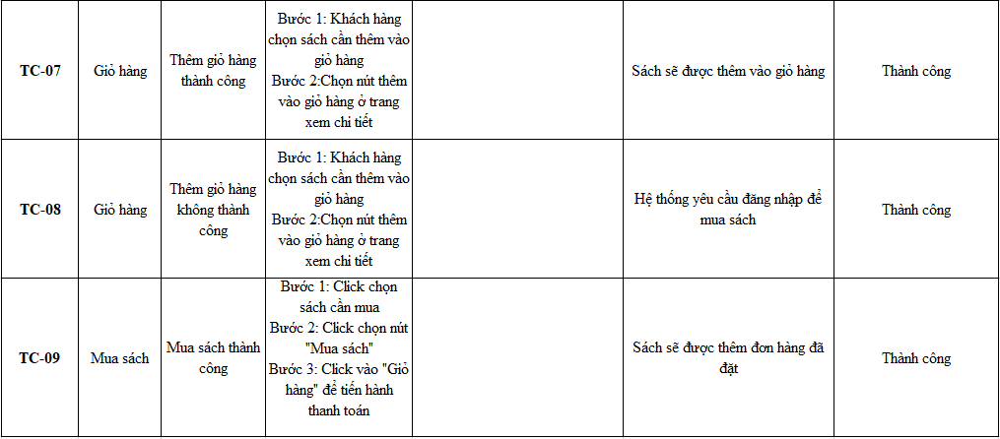 TC-07
Giỏ hàng
Thêm giỏ hàng
thành công
Bước 1: Khách hàng
chọn sách cần thêm vào
giỏ hàng
Bước 2:Chọn nút thêm
vào giỏ hàng ở trang
xem chi tiết
Sách sẽ được thêm vào giỏ hàng
Thành công
TC-08
Giỏ hàng
Thêm giỏ hàng
không thành
công
Bước 1: Khách hàng
chọn sách cần thêm vào
giỏ hàng
Bước 2:Chọn nút thêm
vào giỏ hàng ở trang
xem chi tiết
Hệ thống yêu cầu đăng nhập để
mua sách
Thành công
TC-09
Mua sách
Mua sách thành
công
Bước 1: Click chọn
sách cần mua
Bước 2: Click chọn nút
"Mua sách"
Bước 3: Click vào "Giỏ
hàng" để tiến hành
thanh toán
Sách sẽ được thêm đơn hàng đã
đặt
Thành công